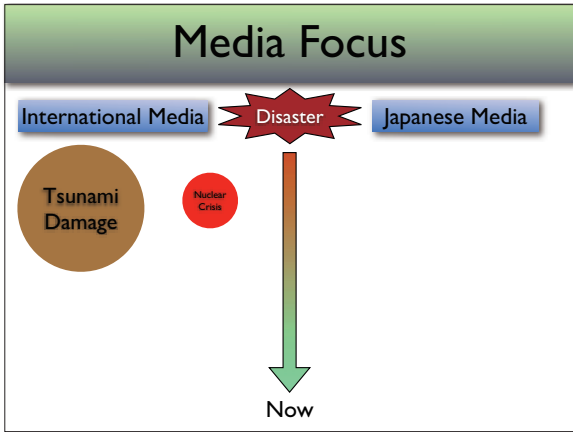 Media Focus
International Media
Disaster
Japanese Media
Tsunami
Damage
Nuclear
Crisis
Now